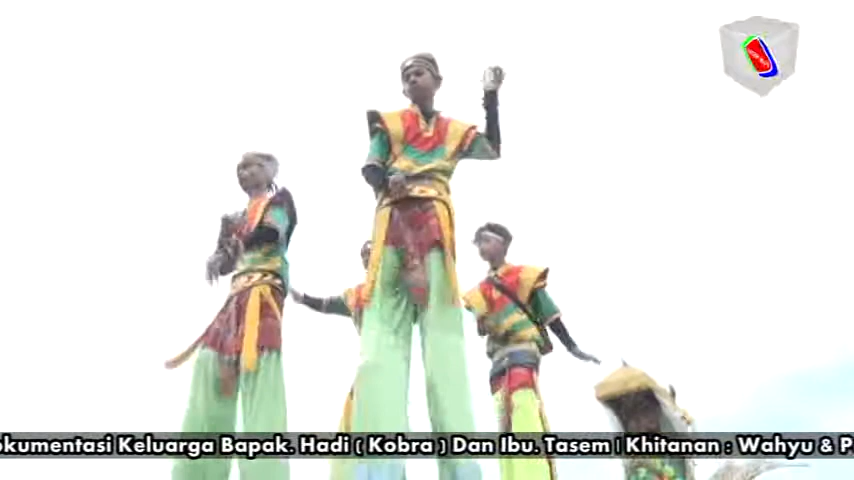 okumentasi Keluarga Bapak. Hadi ( Kobra ) Dan Ibu. Tasem | Khitanan : Wahyu & P